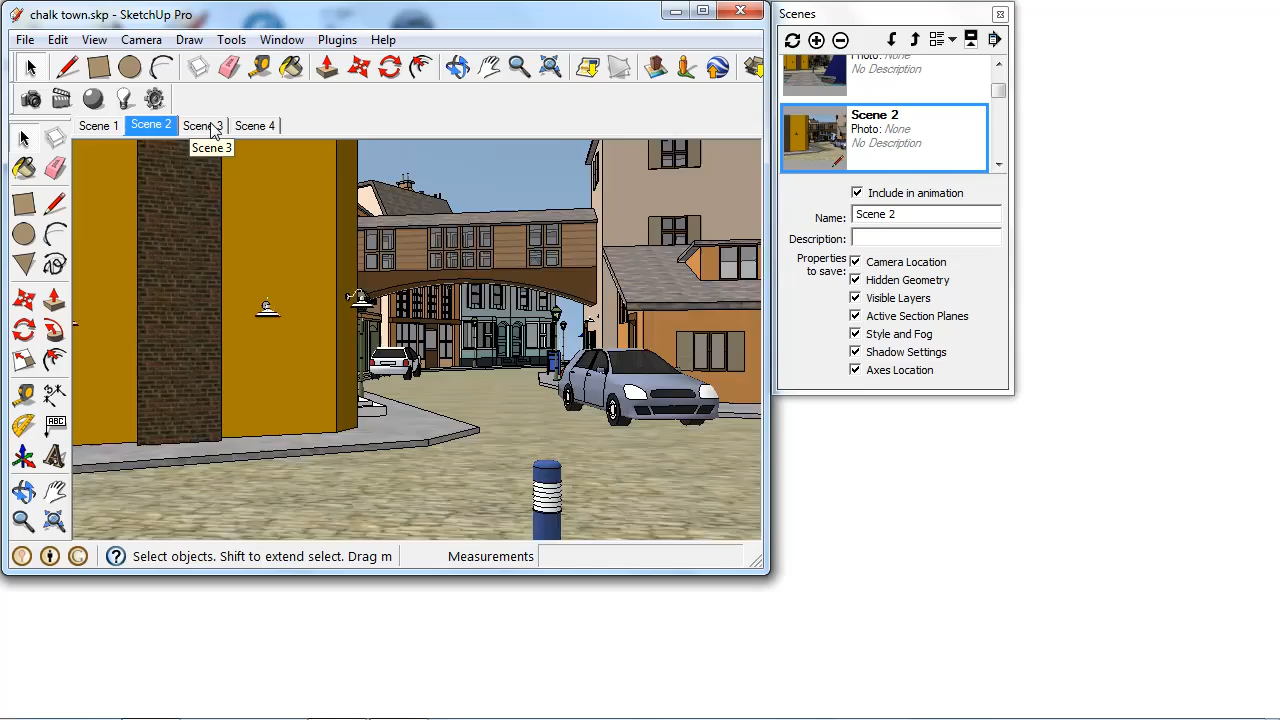 chalk town.skp - SketchUp Pro
File Edit View Camera Draw Tools Window Plugins Help
Scene 1 Scene 2 Scene 3 Scene 4
Scene 3
ABC
Select objects. Shift to extend select. Drag m
Measurements
Scenes
Photo: None
No Description
Scene 2
Photo: None
No Description
Include in animation
Name: Scene 2
Description:
Properties to save:
Camera Location
Hidden Geometry
Visible Layers
Active Section Planes
Style and Fog
Shadow Settings
Axes Location